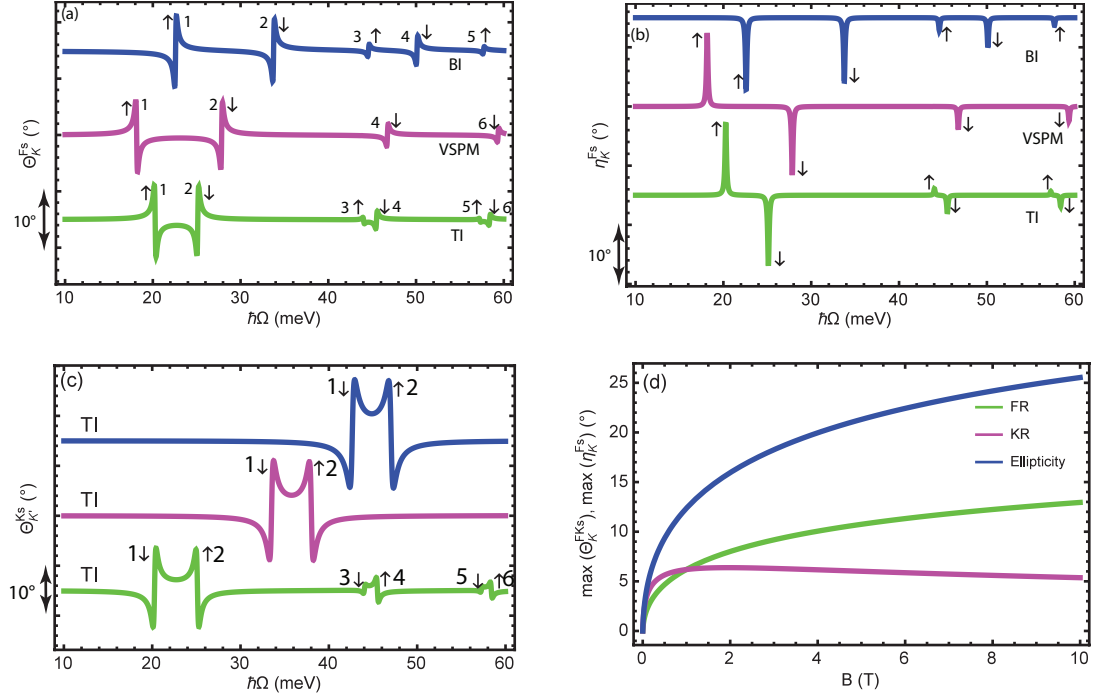 (a)
↑ 1
2 ↓
3 ↑
4 ↓
5 ↑
BI
↑ 1
2 ↓
4 ↓
6 ↓
VSPM
↑ 1
2 ↓
3 ↑
↓ 4
5 ↑
↓ 6
TI
Θ_K^Fs (°)
10°
10 20 30 40 50 60
ℏΩ (meV)
(b)
↑
↑
↓
↓
↓
↑
BI
↓
↓
↓
VSPM
↑
↓
↑
↓
↑
↓
TI
η_K^Fs (°)
10°
10 20 30 40 50 60
ℏΩ (meV)
(c)
1↓
↑2
TI
1↓
↑2
TI
1↓
↑2
3 ↓
↑ 4
5 ↓
↑6
TI
Θ_K'^Ks (°)
10°
10 20 30 40 50 60
ℏΩ (meV)
(d)
25
20
15
10
5
0
FR
KR
Ellipticity
max (Θ_K^FKs), max (η_K^Fs) (°)
0 2 4 6 8 10
B (T)